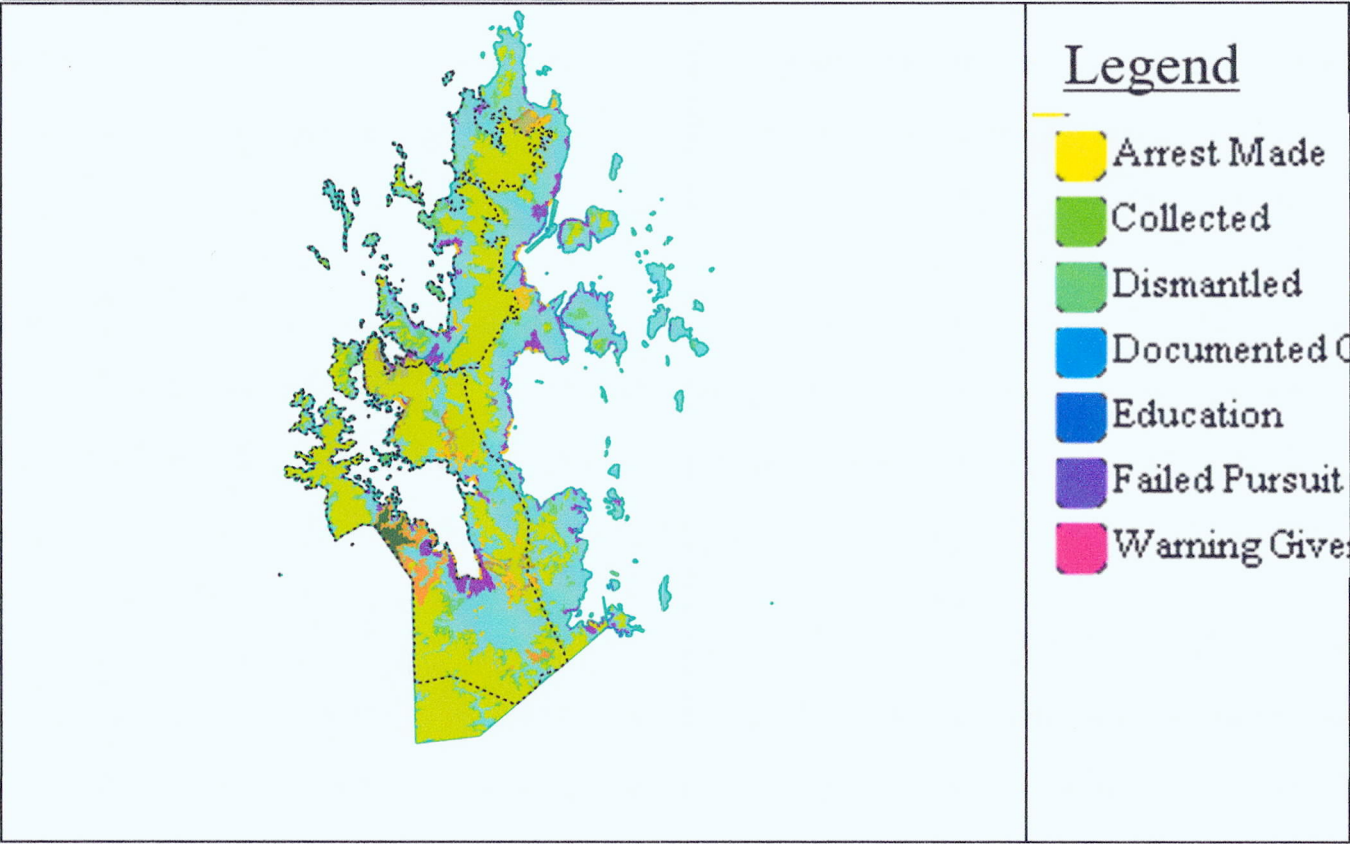 Legend
Arrest Made
Collected
Dismantled
Documented
Education
Failed Pursuit
Warning